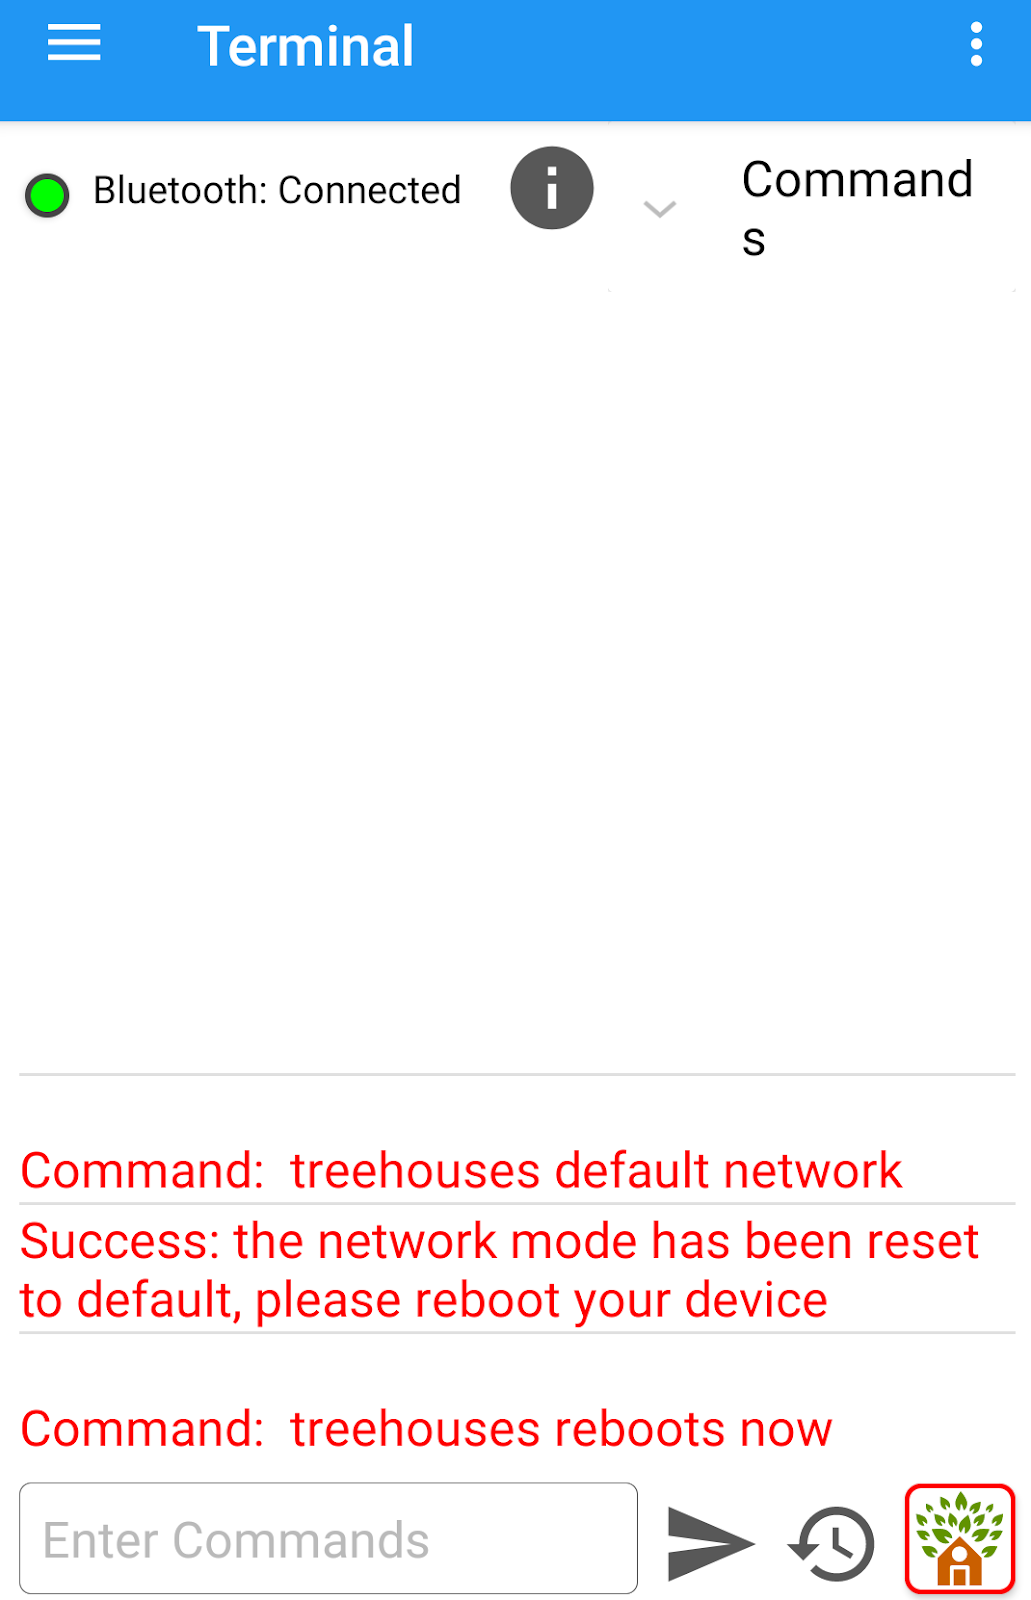 Terminal
Bluetooth: Connected
Command
s
Command:  treehouses default network
Success: the network mode has been reset
to default, please reboot your device
Command:  treehouses reboots now
Enter Commands